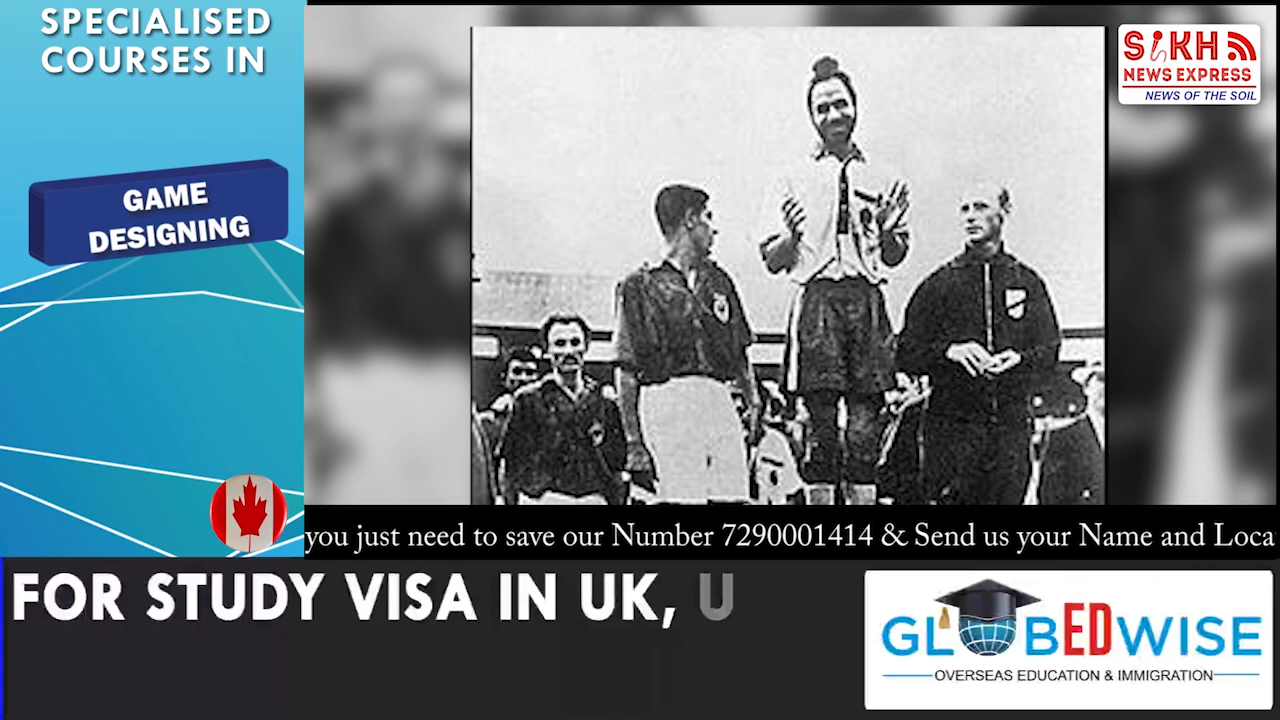 SPECIALISED
COURSES IN
GAME
DESIGNING
SiKH
NEWS EXPRESS
NEWS OF THE SOIL
you just need to save our Number 7290001414 & Send us your Name and Loca
FOR STUDY VISA IN UK, U
GLOBEDWISE
OVERSEAS EDUCATION & IMMIGRATION